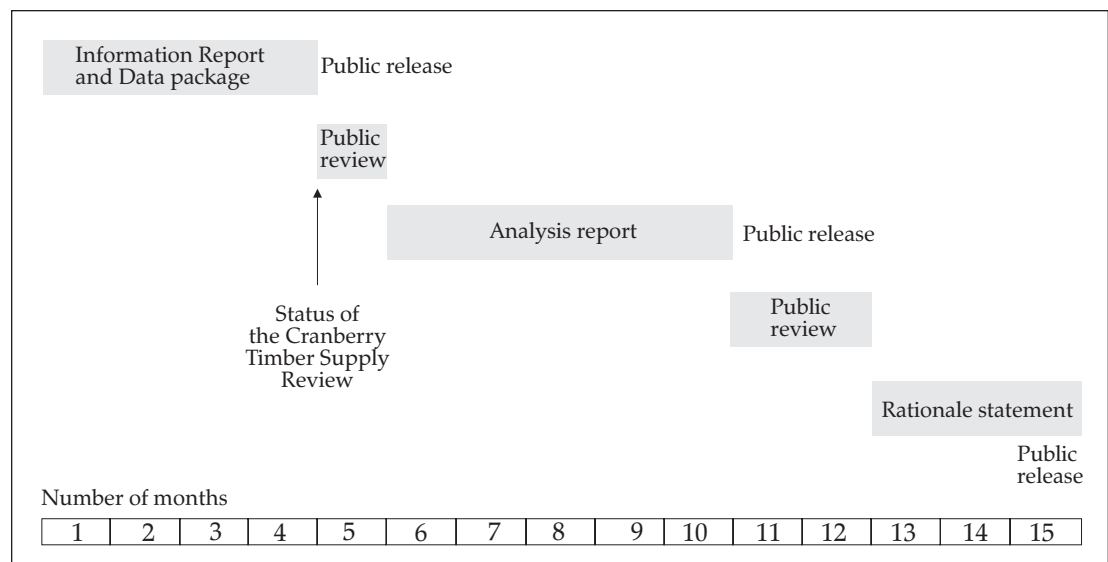 Information Report
and Data package
Public release
Public
review
Analysis report
Public release
Status of
the Cranberry
Timber Supply
Review
Public
review
Rationale statement
Public
release
Number of months
1 2 3 4 5 6 7 8 9 10 11 12 13 14 15